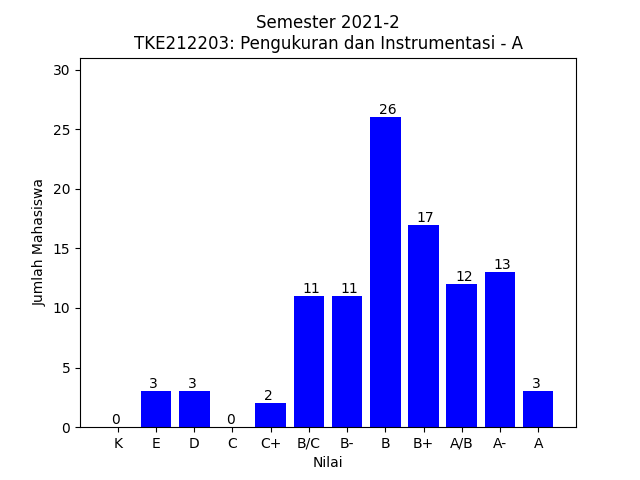 Semester 2021-2
TKE212203: Pengukuran dan Instrumentasi - A
30
25
20
15
10
5
0
Jumlah Mahasiswa
0
3
3
0
2
11
11
26
17
12
13
3
K
E
D
C
C+
B/C
B-
B
B+
A/B
A-
A
Nilai